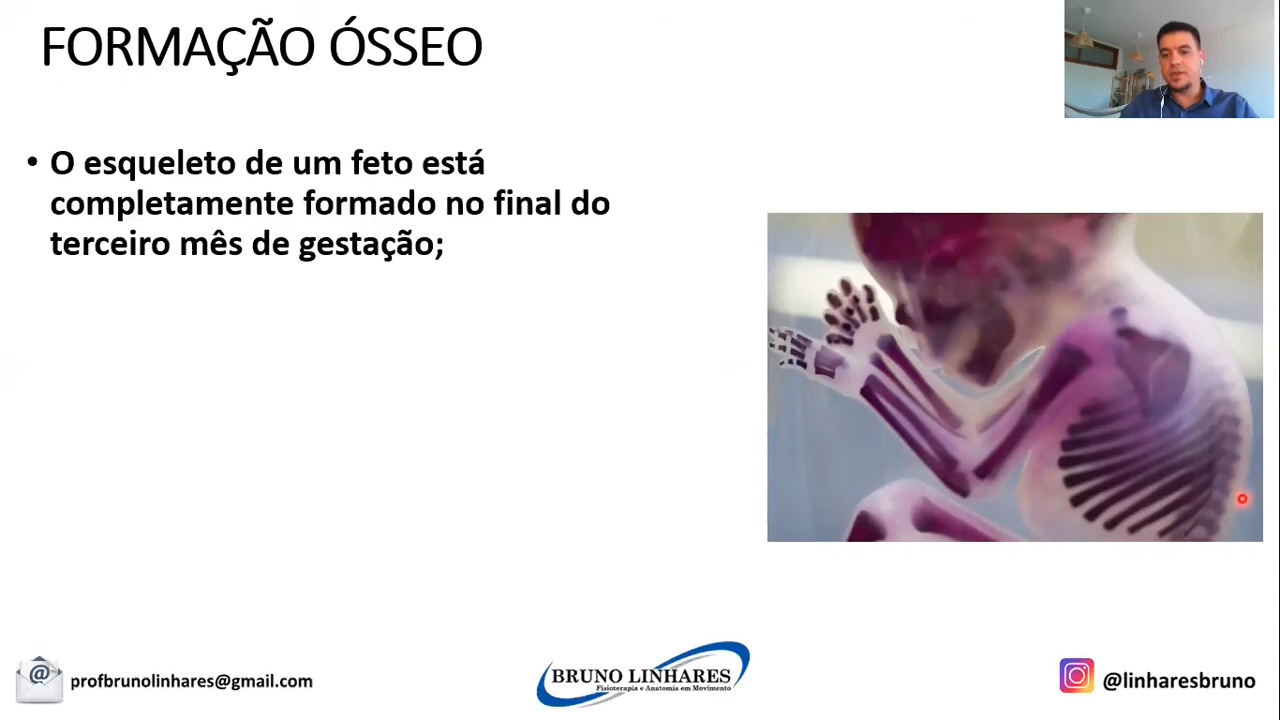 FORMAÇÃO ÓSSEO
• O esqueleto de um feto está
completamente formado no final do
terceiro mês de gestação;
@
profbrunolinhares@gmail.com
BRUNO LINHARES
Fisioterapia e Anatomia em Movimento
@linharesbruno